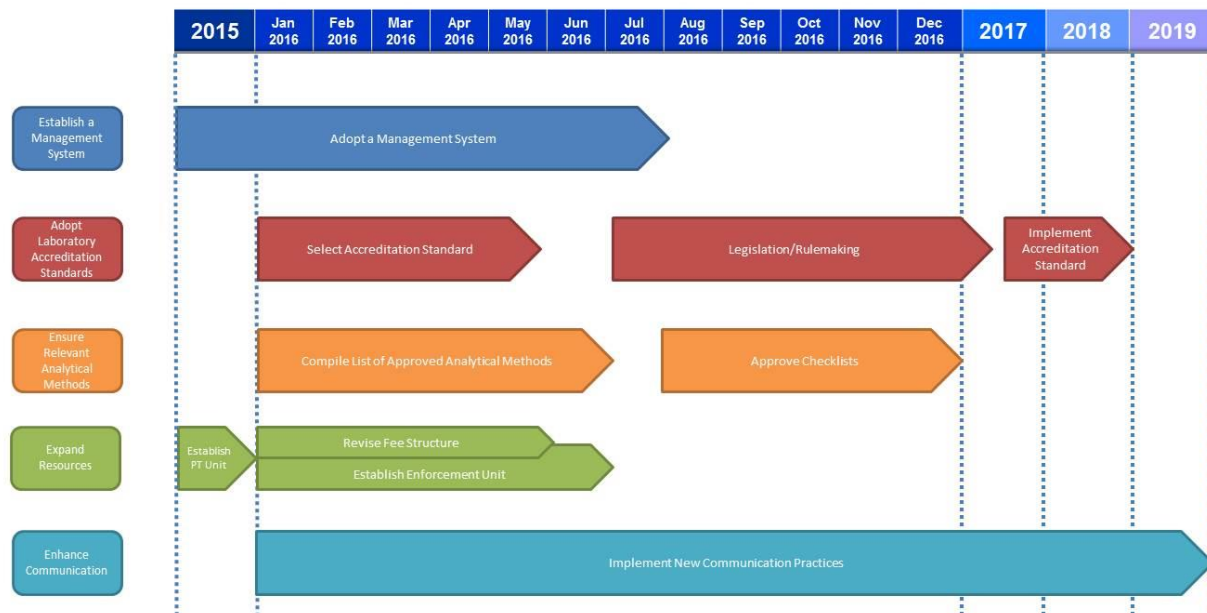 2015
Jan
2016
Feb
2016
Mar
2016
Apr
2016
May
2016
Jun
2016
Jul
2016
Aug
2016
Sep
2016
Oct
2016
Nov
2016
Dec
2016
2017
2018
2019
Establish a
Management
System
Adopt a Management System
Adopt
Laboratory
Accreditation
Standards
Select Accreditation Standard
Legislation/Rulemaking
Implement
Accreditation
Standard
Ensure
Relevant
Analytical
Methods
Compile List of Approved Analytical Methods
Approve Checklists
Expand
Resources
Establish
PT Unit
Revise Fee Structure
Establish Enforcement Unit
Enhance
Communication
Implement New Communication Practices